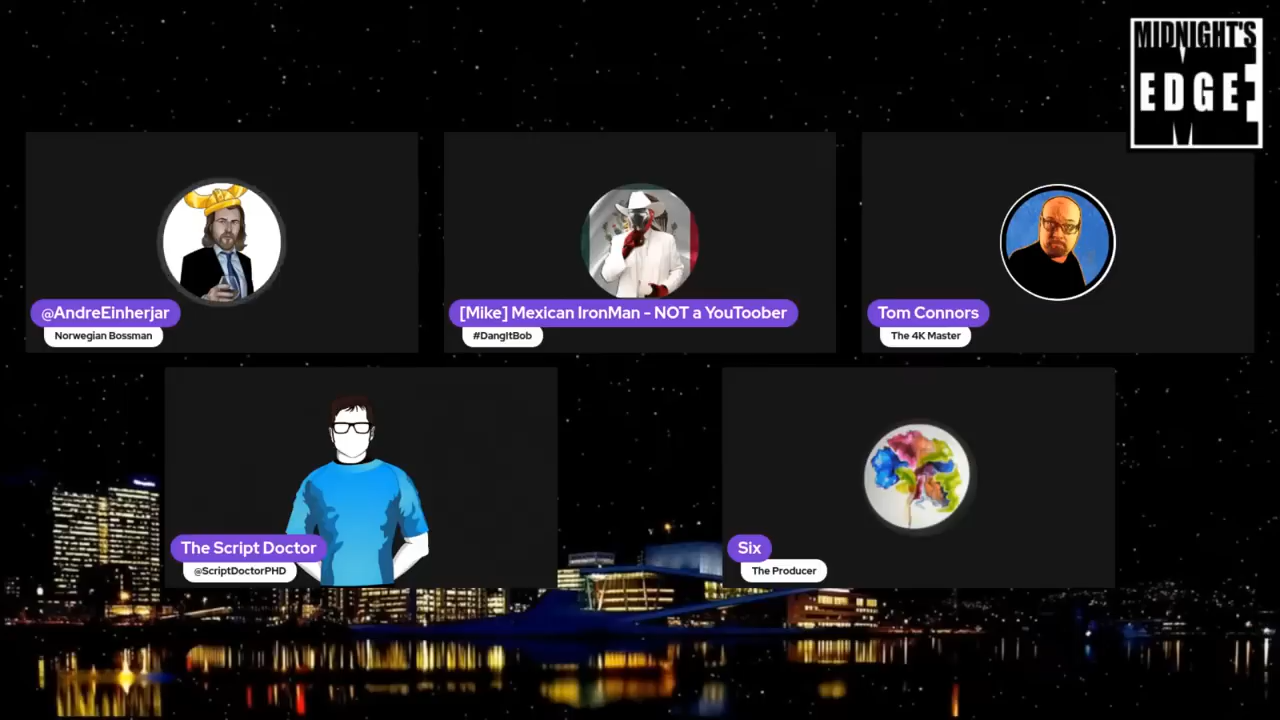 MIDNIGHT'S
EDGE
@AndreEinherjar
Norwegian Bossman
[Mike] Mexican IronMan - NOT a YouToober
#DangItBob
Tom Connors
The 4K Master
The Script Doctor
@ScriptDoctorPHD
Six
The Producer